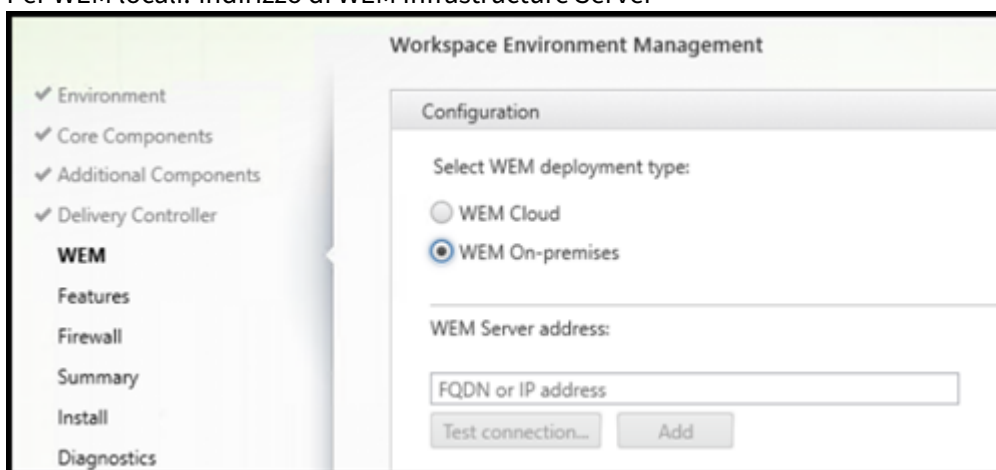 Per WEM locali: indirizzo di WEM Infrastructure Server
Workspace Environment Management
✔ Environment
✔ Core Components
✔ Additional Components
✔ Delivery Controller
WEM
Features
Firewall
Summary
Install
Diagnostics
Configuration
Select WEM deployment type:
WEM Cloud
WEM On-premises
WEM Server address:
FQDN or IP address
Test connection...
Add